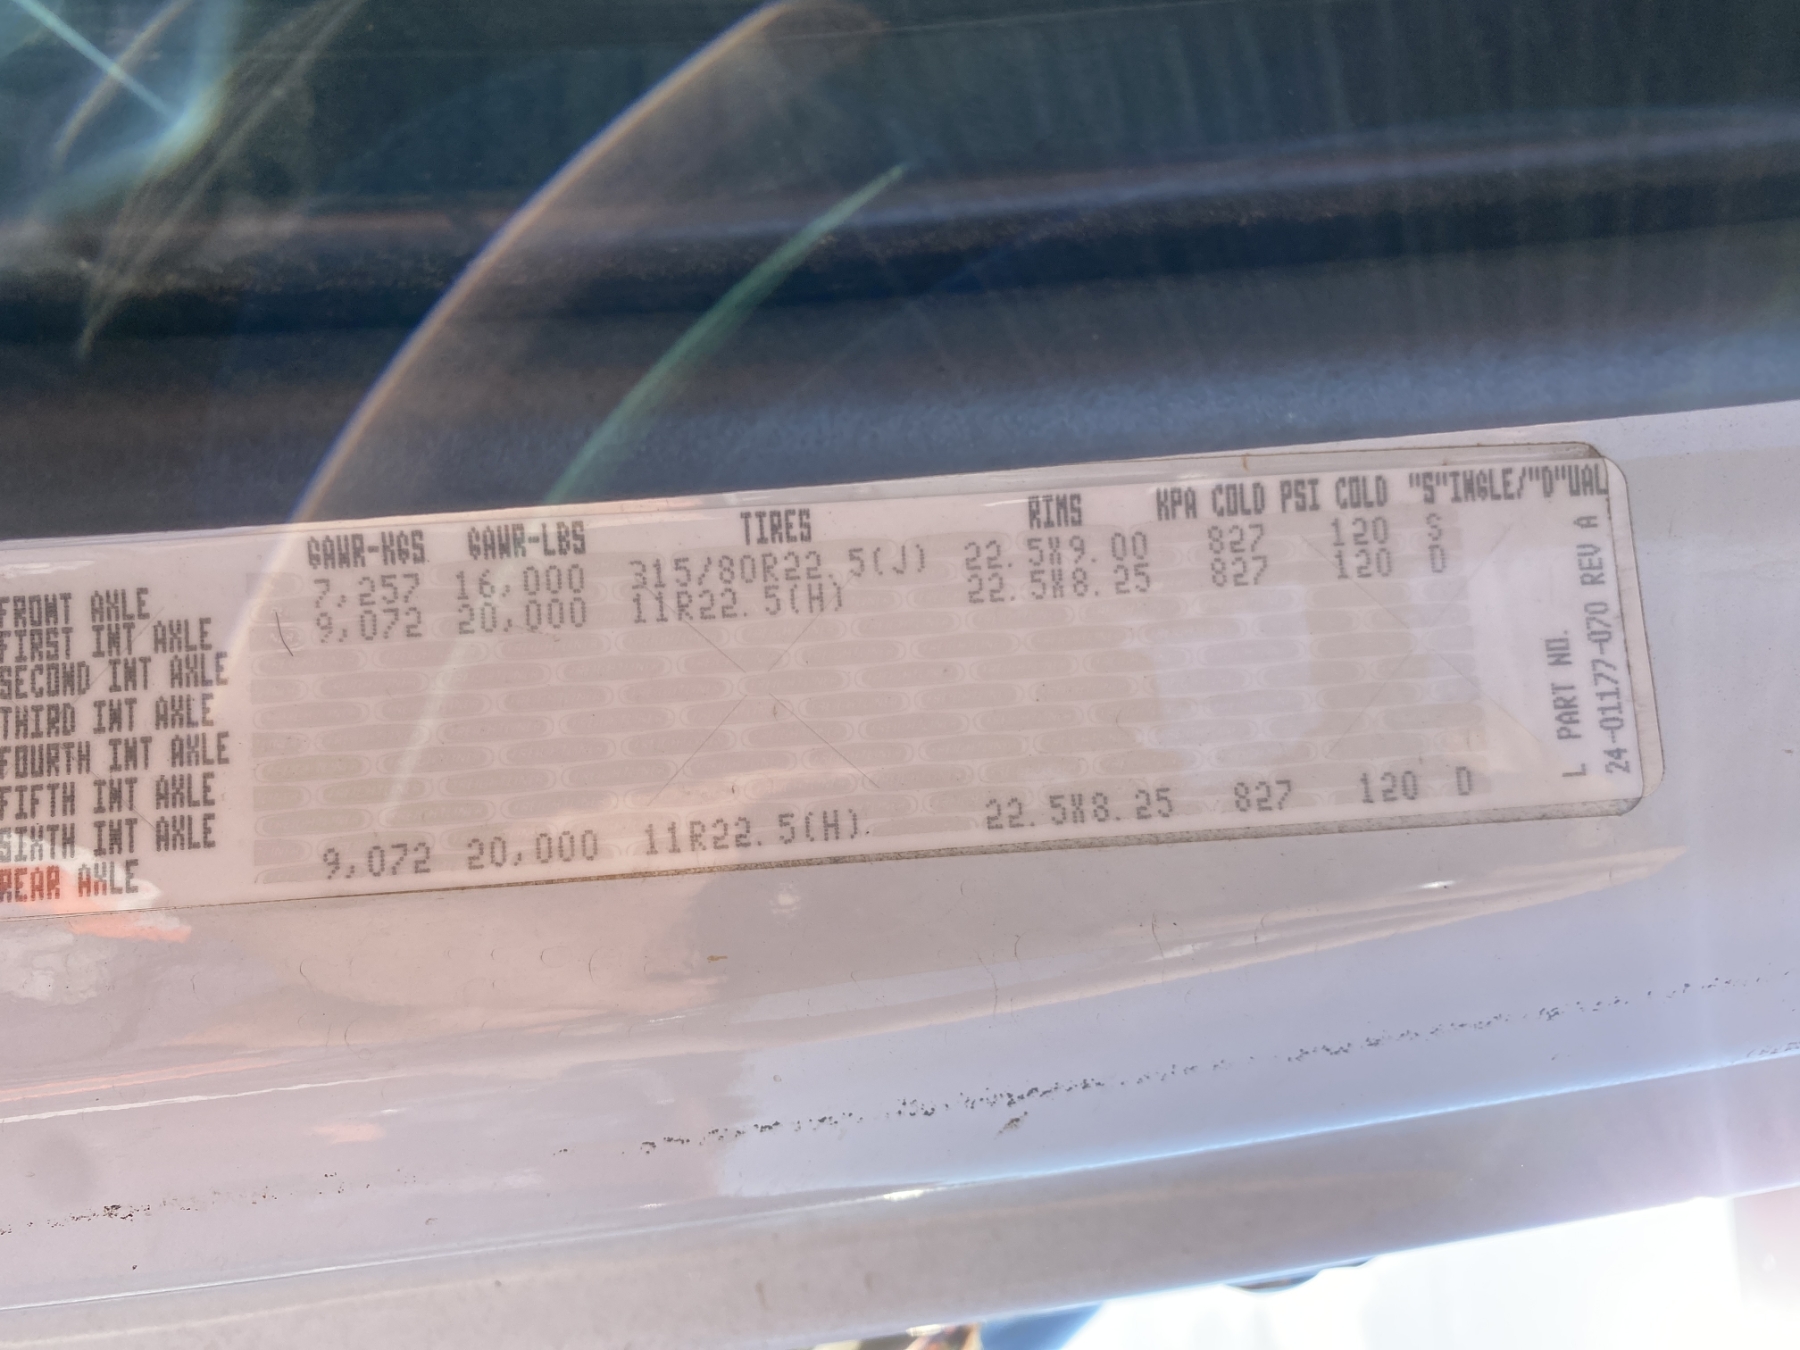 GAWR-KGS GAWR-LBS TIRES RIMS KPA COLD PSI COLD "S"INGLE/"D"UAL
FRONT AXLE 7,257 16,000 315/80R22.5(J) 22.5X9.00 827 120 S
FIRST INT AXLE 9,072 20,000 11R22.5(H) 22.5X8.25 827 120 D
SECOND INT AXLE
THIRD INT AXLE
FOURTH INT AXLE
FIFTH INT AXLE
SIXTH INT AXLE
REAR AXLE 9,072 20,000 11R22.5(H) 22.5X8.25 827 120 D
L PART NO.
24-01177-070 REV A